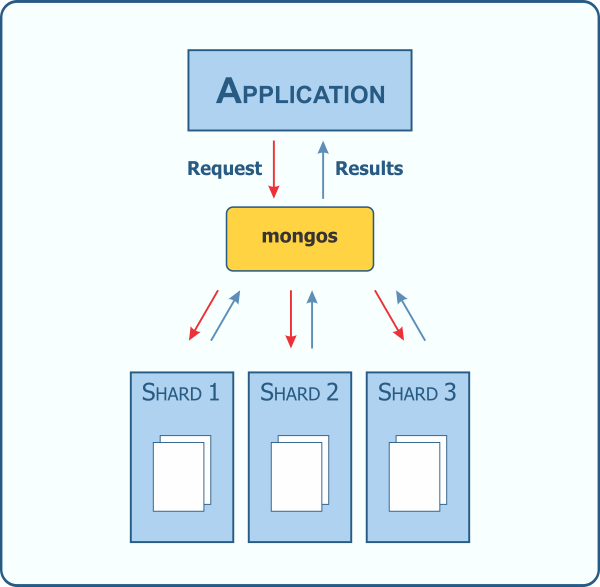 Application
Request Results
mongos
Shard 1 Shard 2 Shard 3